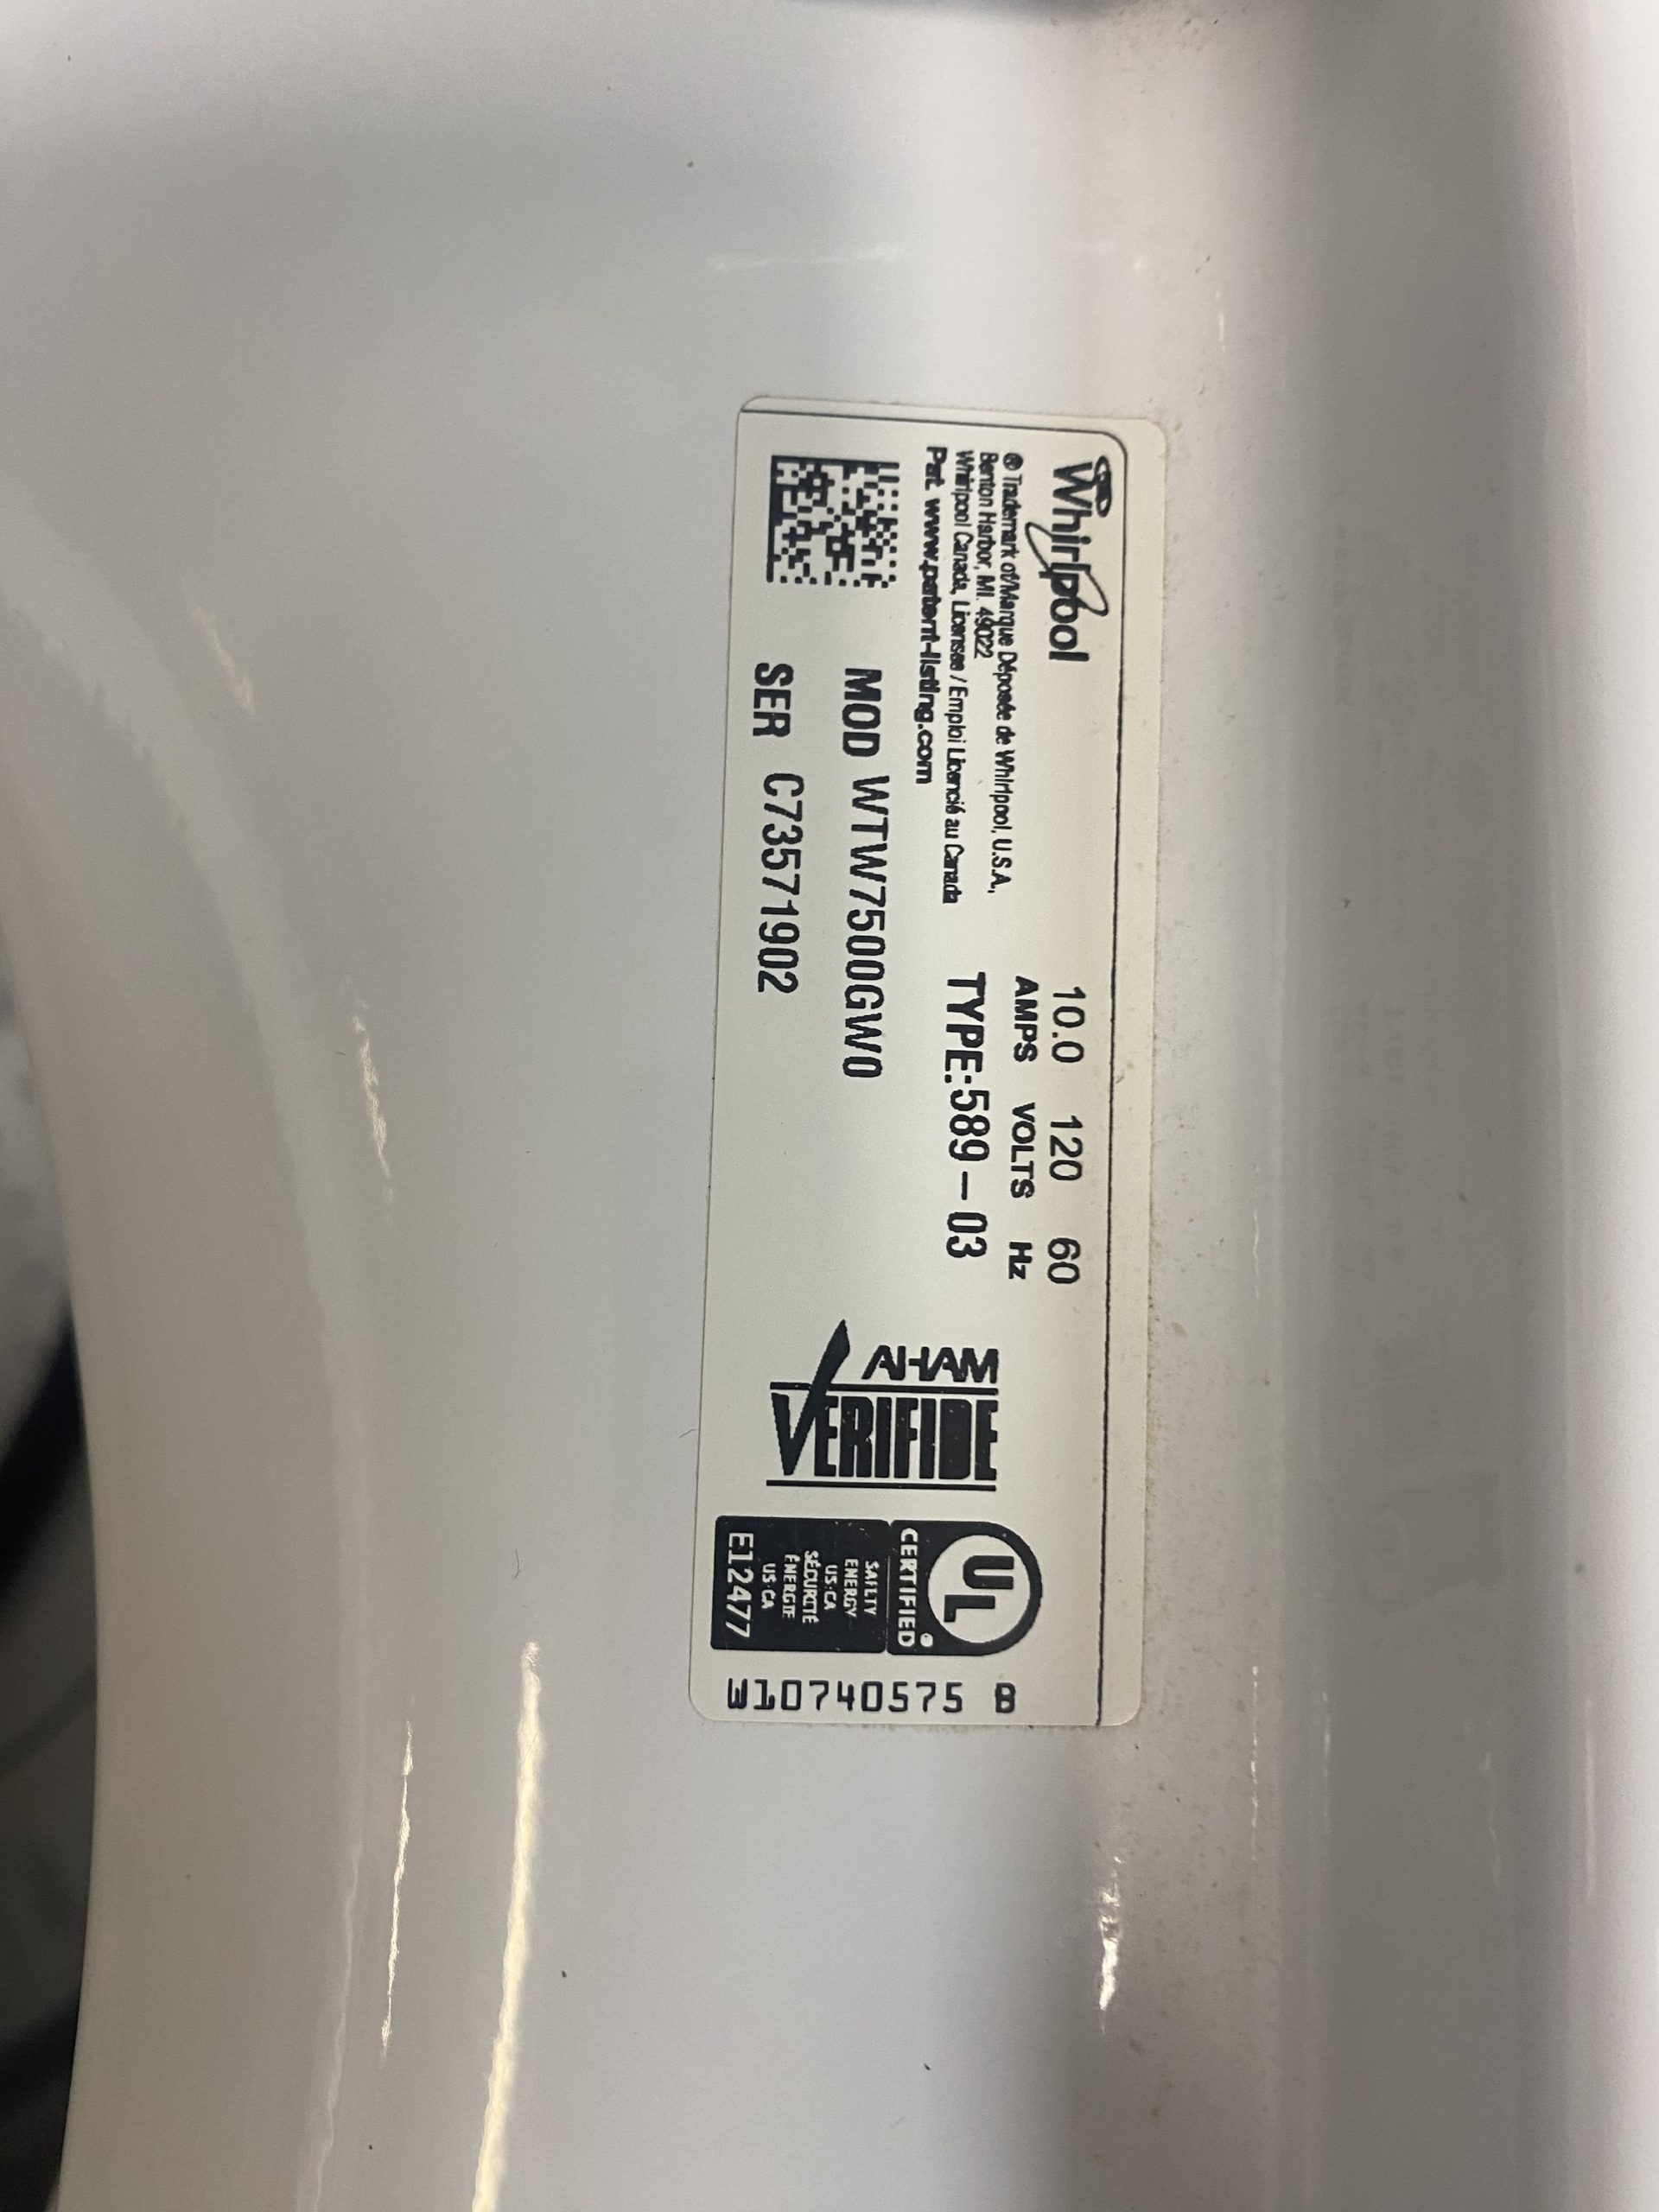 Whirlpool
® Trademark of/Marque Déposée de Whirlpool, U.S.A.,
Benton Harbor, MI. 49022
Whirlpool Canada, Licensee / Emploi Licencié au Canada
Pat. www.patent-listing.com
10.0 120 60
AMPS VOLTS Hz
TYPE:589-03
MOD WTW7500GW0
SER C73571902
AHAM
VERIFIDE
UL
CERTIFIED
SAFETY
ENERGY
US·CA
SÉCURITÉ
ÉNERGIE
US·CA
E12477
W10740575 B